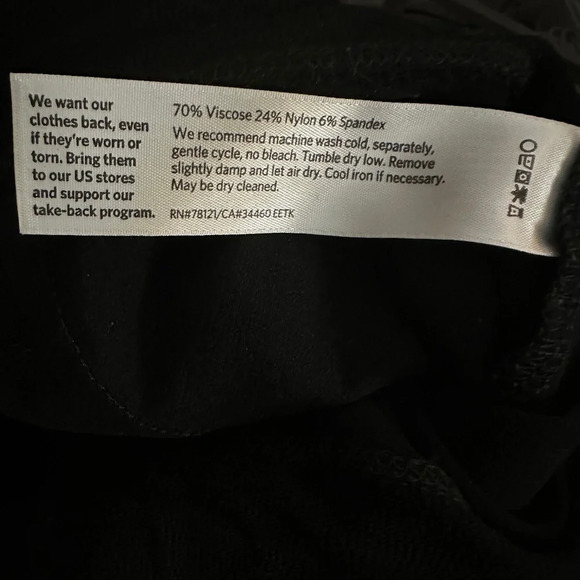 We want our
clothes back, even
if they're worn or
torn. Bring them
to our US stores
and support our
take-back program.
70% Viscose 24% Nylon 6% Spandex
We recommend machine wash cold, separately,
gentle cycle, no bleach. Tumble dry low. Remove
slightly damp and let air dry. Cool iron if necessary.
May be dry cleaned.
RN#78121/CA#34460 EETK